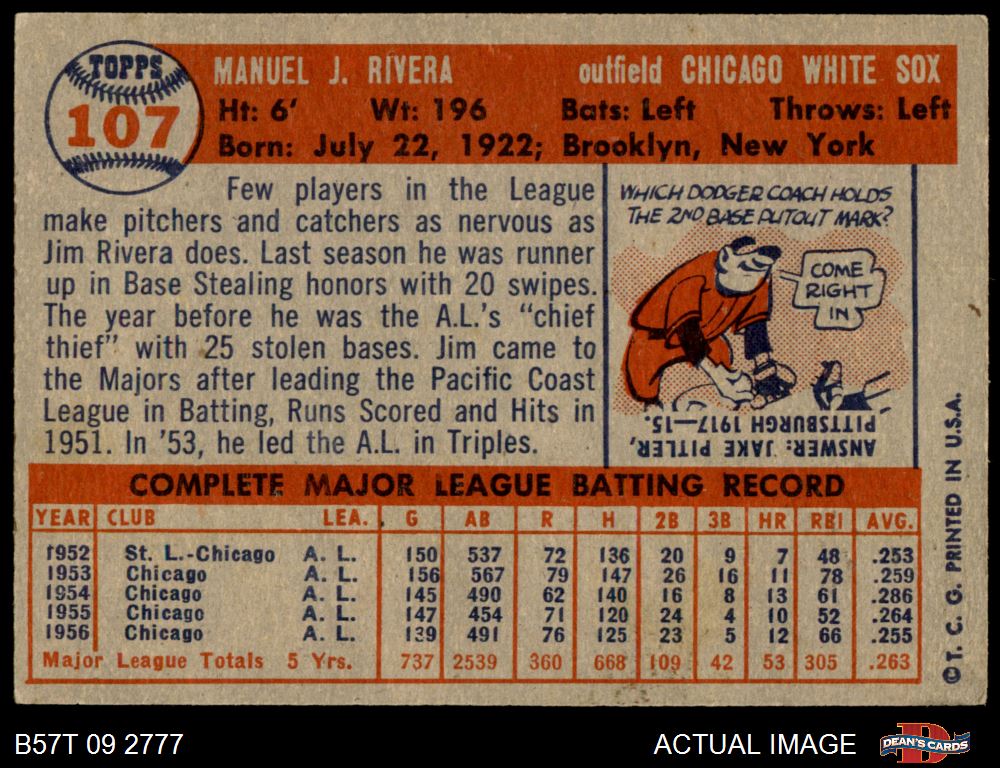 TOPPS
107
MANUEL J. RIVERA outfield CHICAGO WHITE SOX
Ht: 6' Wt: 196 Bats: Left Throws: Left
Born: July 22, 1922; Brooklyn, New York
Few players in the League
make pitchers and catchers as nervous as
Jim Rivera does. Last season he was runner
up in Base Stealing honors with 20 swipes.
The year before he was the A.L.'s “chief
thief” with 25 stolen bases. Jim came to
the Majors after leading the Pacific Coast
League in Batting, Runs Scored and Hits in
1951. In '53, he led the A.L. in Triples.
WHICH DODGER COACH HOLDS
THE 2ND BASE PUTOUT MARK?
COME
RIGHT
IN
ANSWER: JAKE PITLER,
PITTSBURGH 1917—15.
COMPLETE MAJOR LEAGUE BATTING RECORD
YEAR CLUB LEA. G AB R H 2B 3B HR RBI AVG.
1952 St. L.-Chicago A. L. 150 537 72 136 20 9 7 48 .253
1953 Chicago A. L. 156 567 79 147 26 16 11 78 .259
1954 Chicago A. L. 145 490 62 140 16 8 13 61 .286
1955 Chicago A. L. 147 454 71 120 24 4 10 52 .264
1956 Chicago A. L. 139 491 76 125 23 5 12 66 .255
Major League Totals 5 Yrs. 737 2539 360 668 109 42 53 305 .263
©T. C. G. PRINTED IN U.S.A.
B57T 09 2777
ACTUAL IMAGE
DEAN'S CARDS